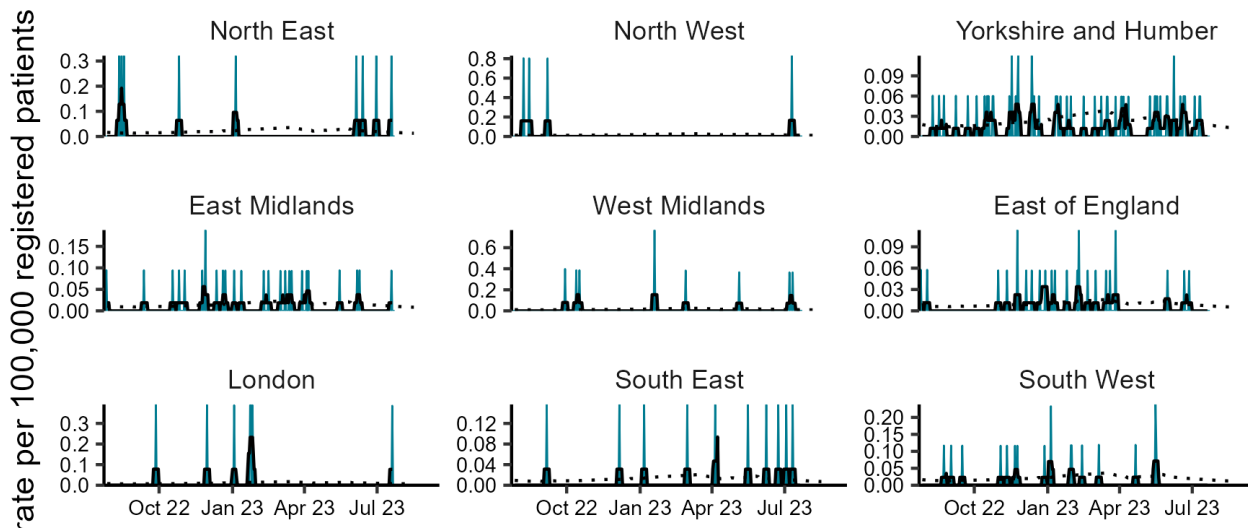 rate per 100,000 registered patients
North East
0.3
0.2
0.1
0.0
North West
0.8
0.6
0.4
0.2
0.0
Yorkshire and Humber
0.09
0.06
0.03
0.00
East Midlands
0.15
0.10
0.05
0.00
West Midlands
0.6
0.4
0.2
0.0
East of England
0.09
0.06
0.03
0.00
London
0.3
0.2
0.1
0.0
Oct 22 Jan 23 Apr 23 Jul 23
South East
0.12
0.08
0.04
0.00
Oct 22 Jan 23 Apr 23 Jul 23
South West
0.20
0.15
0.10
0.05
0.00
Oct 22 Jan 23 Apr 23 Jul 23